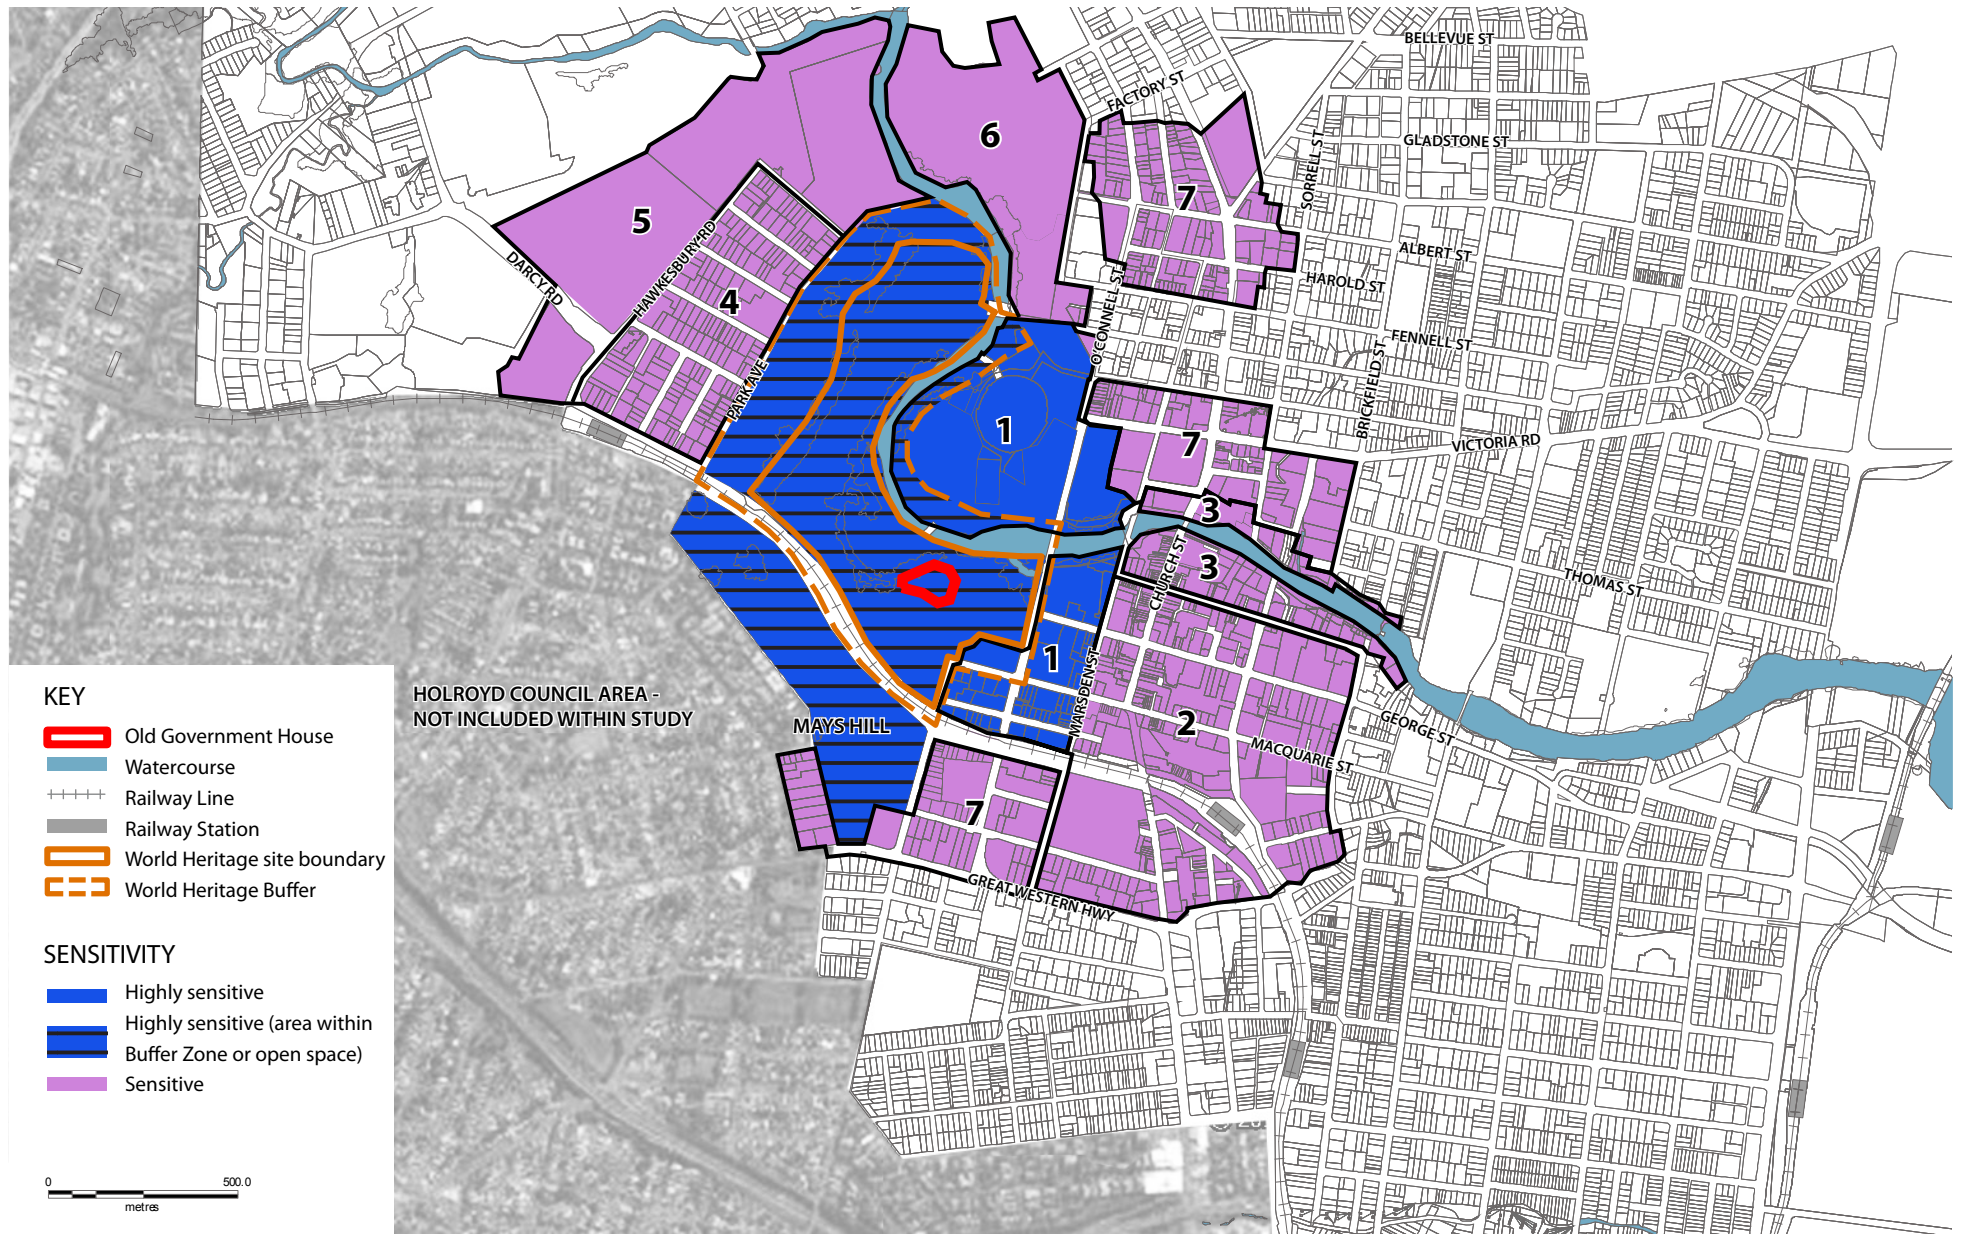 BELLEVUE ST
FACTORY ST
6
GLADSTONE ST
SORRELL ST
7
5
HAWKESBURY RD
DARCY RD
ALBERT ST
HAROLD ST
4
O'CONNELL ST
FENNELL ST
PARK AVE
BRICKFIELD ST
1
7
VICTORIA RD
3
3
CHURCH ST
THOMAS ST
1
MARSDEN ST
2
GEORGE ST
MACQUARIE ST
HOLROYD COUNCIL AREA -
NOT INCLUDED WITHIN STUDY
MAYS HILL
7
GREAT WESTERN HWY
KEY
Old Government House
Watercourse
Railway Line
Railway Station
World Heritage site boundary
World Heritage Buffer
SENSITIVITY
Highly sensitive
Highly sensitive (area within
Buffer Zone or open space)
Sensitive
0 500.0
metres